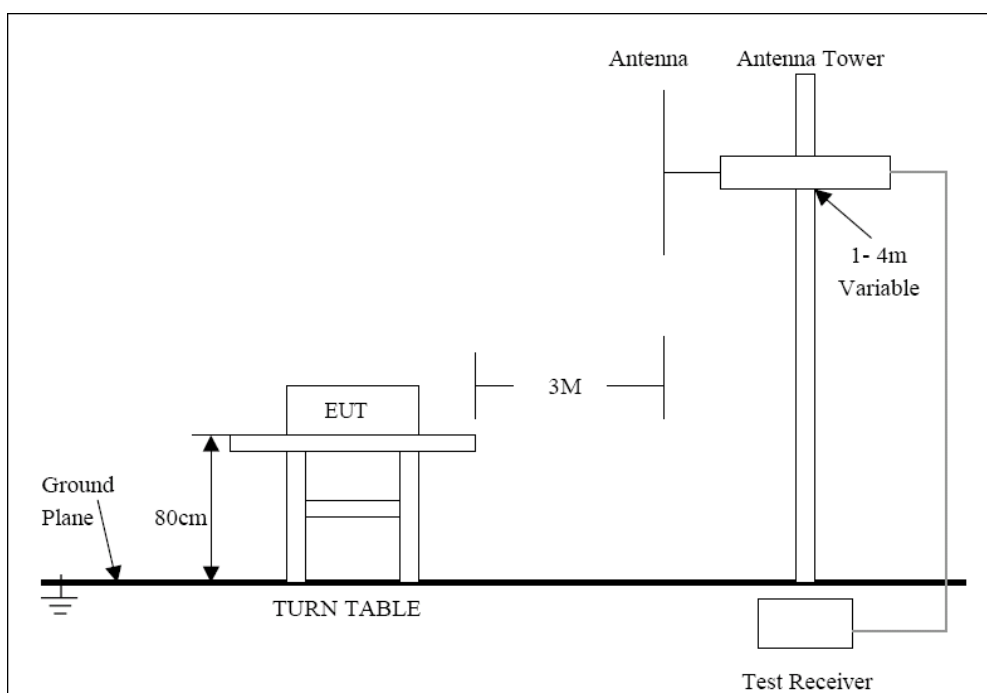 Antenna
Antenna Tower
1- 4m
Variable
3M
EUT
Ground
Plane
80cm
TURN TABLE
Test Receiver